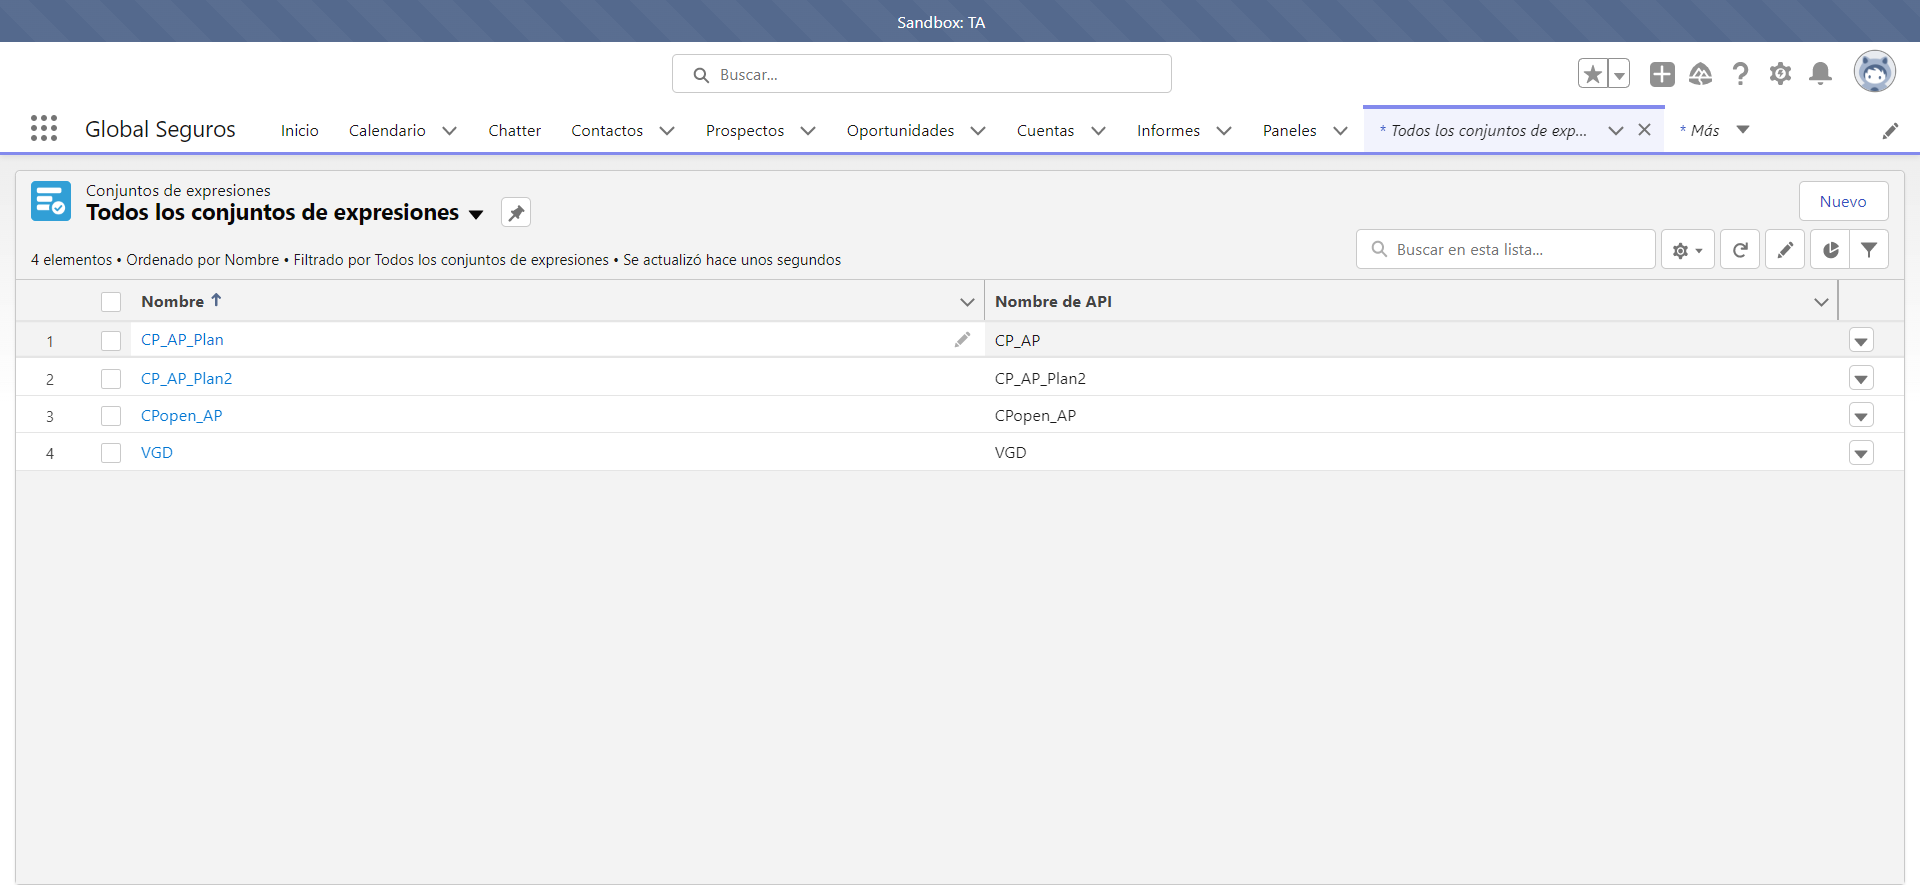 Sandbox: TA
Buscar...
Global Seguros Inicio Calendario Chatter Contactos Prospectos Oportunidades Cuentas Informes Paneles * Todos los conjuntos de exp... * Más
Conjuntos de expresiones
Todos los conjuntos de expresiones
Nuevo
4 elementos • Ordenado por Nombre • Filtrado por Todos los conjuntos de expresiones • Se actualizó hace unos segundos
Buscar en esta lista...
Nombre Nombre de API
1 CP_AP_Plan CP_AP
2 CP_AP_Plan2 CP_AP_Plan2
3 CPopen_AP CPopen_AP
4 VGD VGD